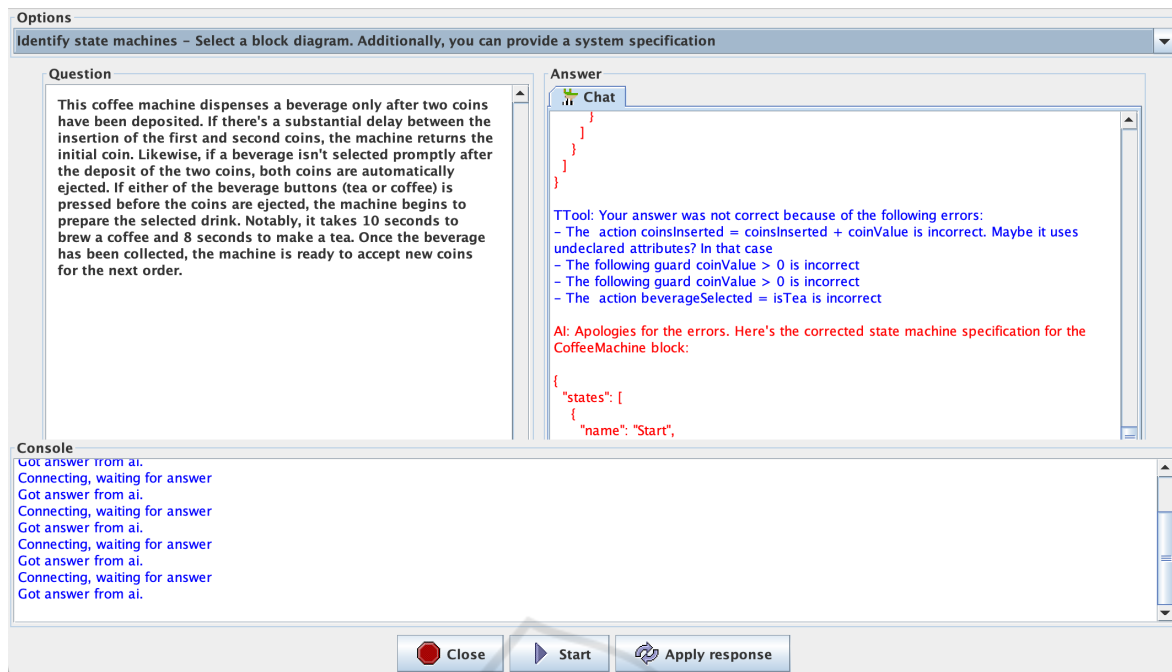 Options
Identify state machines – Select a block diagram. Additionally, you can provide a system specification
Question
This coffee machine dispenses a beverage only after two coins
have been deposited. If there's a substantial delay between the
insertion of the first and second coins, the machine returns the
initial coin. Likewise, if a beverage isn't selected promptly after
the deposit of the two coins, both coins are automatically
ejected. If either of the beverage buttons (tea or coffee) is
pressed before the coins are ejected, the machine begins to
prepare the selected drink. Notably, it takes 10 seconds to
brew a coffee and 8 seconds to make a tea. Once the beverage
has been collected, the machine is ready to accept new coins
for the next order.
Answer
Chat
}
]
}
]
}
TTool: Your answer was not correct because of the following errors:
– The  action coinsInserted = coinsInserted + coinValue is incorrect. Maybe it uses
undeclared attributes? In that case
– The following guard coinValue > 0 is incorrect
– The following guard coinValue > 0 is incorrect
– The  action beverageSelected = isTea is incorrect
AI: Apologies for the errors. Here's the corrected state machine specification for the
CoffeeMachine block:
{
"states": [
{
"name": "Start",
Console
Got answer from ai.
Connecting, waiting for answer
Got answer from ai.
Connecting, waiting for answer
Got answer from ai.
Connecting, waiting for answer
Got answer from ai.
Connecting, waiting for answer
Got answer from ai.
Close
Start
Apply response